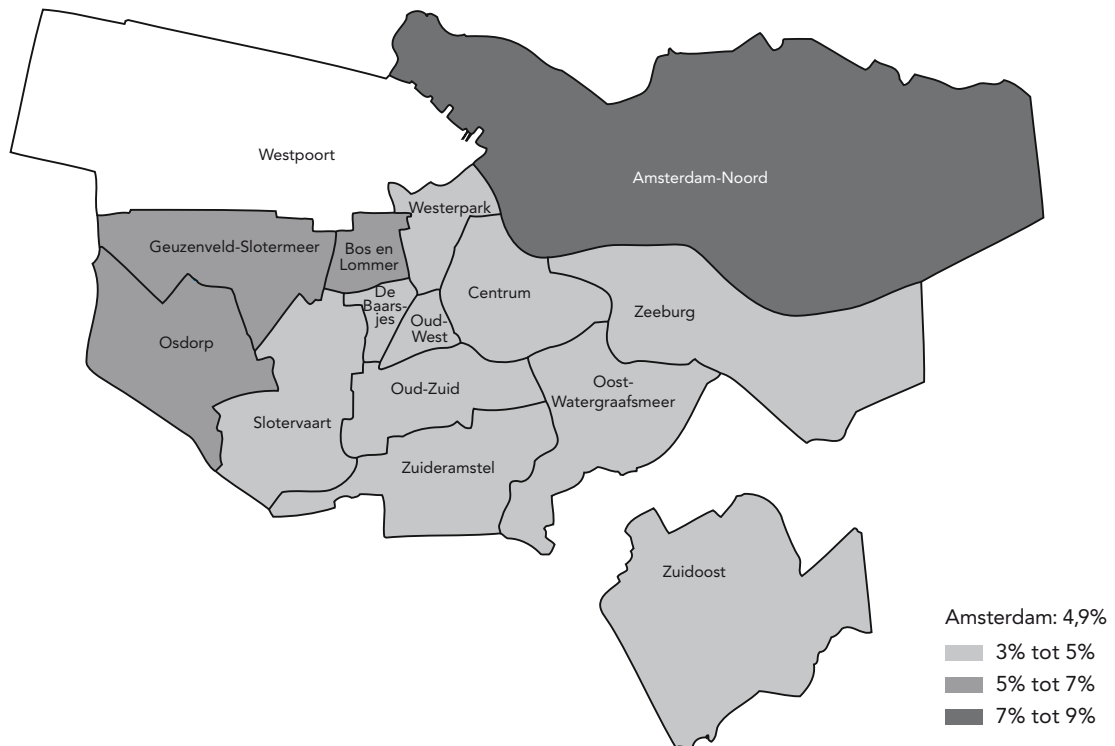 Westpoort
Amsterdam-Noord
Westerpark
Geuzenveld-Slotermeer
Bos en
Lommer
De
Baars-
jes
Centrum
Oud-
West
Zeeburg
Osdorp
Oud-Zuid
Oost-
Watergraafsmeer
Slotervaart
Zuideramstel
Zuidoost
Amsterdam: 4,9%
3% tot 5%
5% tot 7%
7% tot 9%